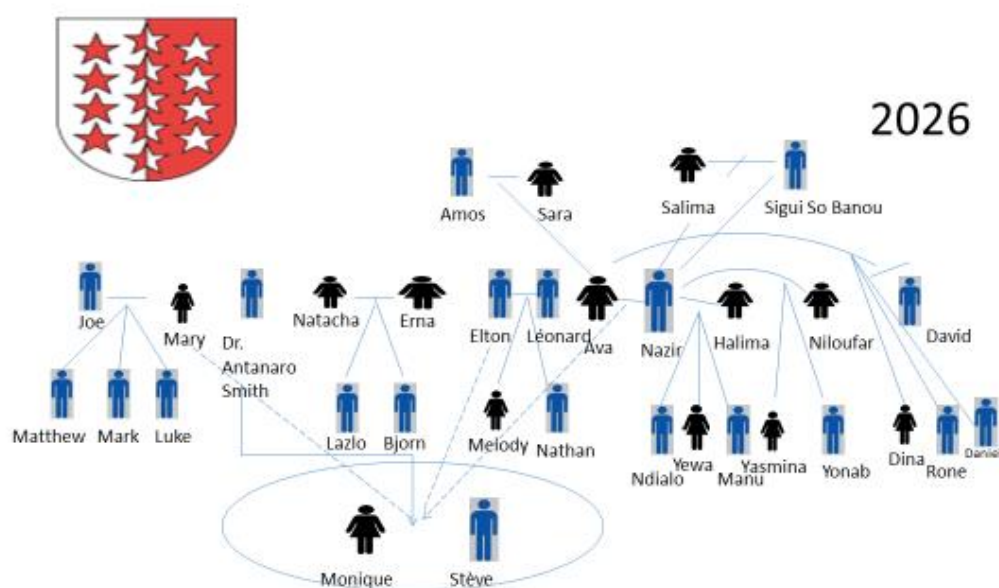 2026
Amos
Sara
Salima
Sigui So Banou
Joe
Mary
Dr.
Antanaro
Smith
Natacha
Erna
Elton
Léonard
Ava
Nazir
Halima
Niloufar
David
Matthew
Mark
Luke
Lazlo
Bjorn
Melody
Nathan
Ndialo
Yewa
Manu
Yasmina
Yonab
Dina
Rone
Monique
Stève